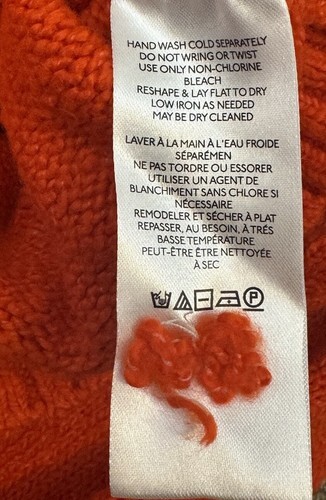 HAND WASH COLD SEPARATELY
DO NOT WRING OR TWIST
USE ONLY NON-CHLORINE
BLEACH
RESHAPE & LAY FLAT TO DRY
LOW IRON AS NEEDED
MAY BE DRY CLEANED
LAVER À LA MAIN À L'EAU FROIDE
SÉPARÉMEN
NE PAS TORDRE OU ESSORER
UTILISER UN AGENT DE
BLANCHIMENT SANS CHLORE SI
NÉCESSAIRE
REMODELER ET SÉCHER À PLAT
REPASSER, AU BESOIN, À TRÉS
BASSE TEMPÉRATURE
PEUT-ÊTRE ÊTRE NETTOYÉE
À SEC
P